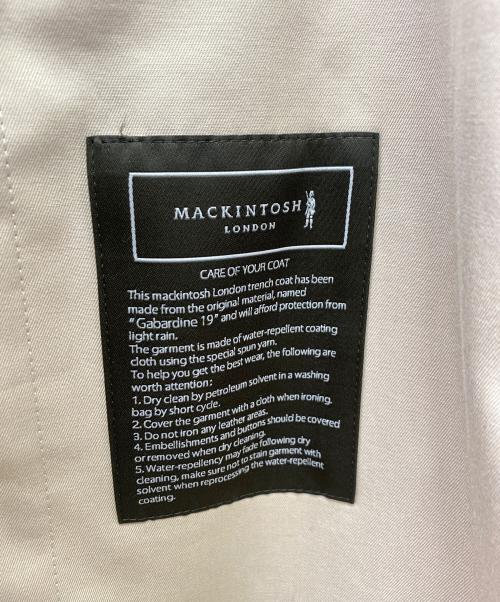 MACKINTOSH
LONDON
CARE OF YOUR COAT
This mackintosh London trench coat has been
made from the original material, named
"Gabardine 19" and will afford protection from
light rain.
The garment is made of water-repellent coating
cloth using the special spun yarn.
To help you get the best wear, the following are
worth attention:
1. Dry clean by petroleum solvent in a washing
bag by short cycle.
2. Cover the garment with a cloth when ironing.
3. Do not iron any leather areas.
4. Embellishments and buttons should be covered
or removed when dry cleaning.
5. Water-repellency may fade following dry
cleaning, make sure not to stain garment with
solvent when reprocessing the water-repellent
coating.